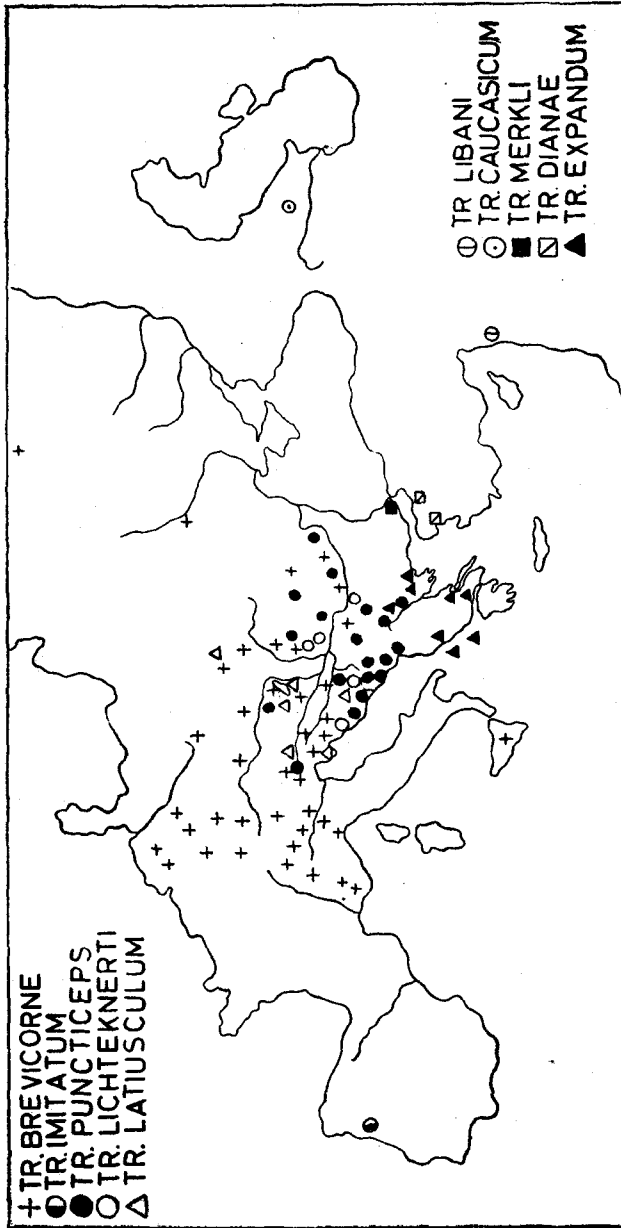 TR. BREVICORNE
TR. IMITATUM
TR. PUNCTICEPS
TR. LICHTEKNERTI
TR. LATIUSCULUM
TR LIBANI
TR. CAUCASICUM
TR. MERKLI
TR. DIANAE
TR. EXPANDUM